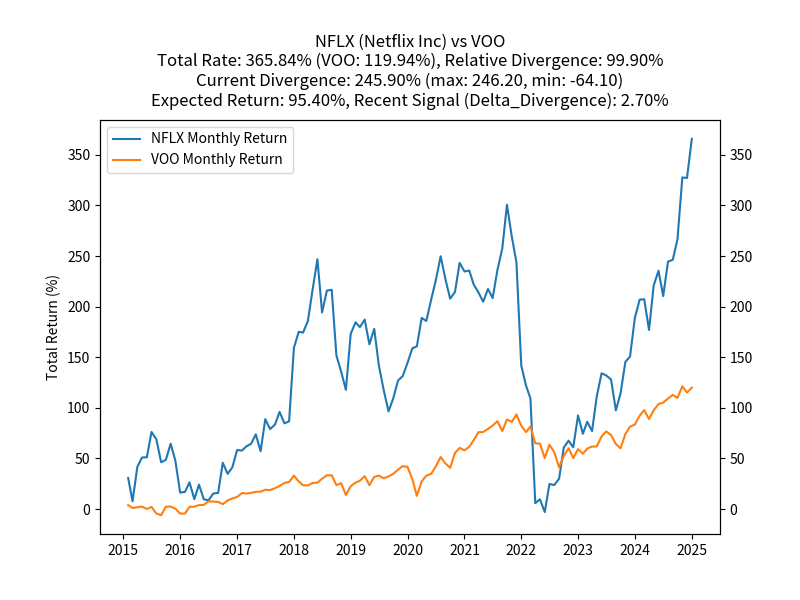 NFLX (Netflix Inc) vs VOO
Total Rate: 365.84% (VOO: 119.94%), Relative Divergence: 99.90%
Current Divergence: 245.90% (max: 246.20, min: -64.10)
Expected Return: 95.40%, Recent Signal (Delta_Divergence): 2.70%
NFLX Monthly Return
VOO Monthly Return
Total Return (%)
350 350
300 300
250 250
200 200
150 150
100 100
50 50
0 0
2015 2016 2017 2018 2019 2020 2021 2022 2023 2024 2025